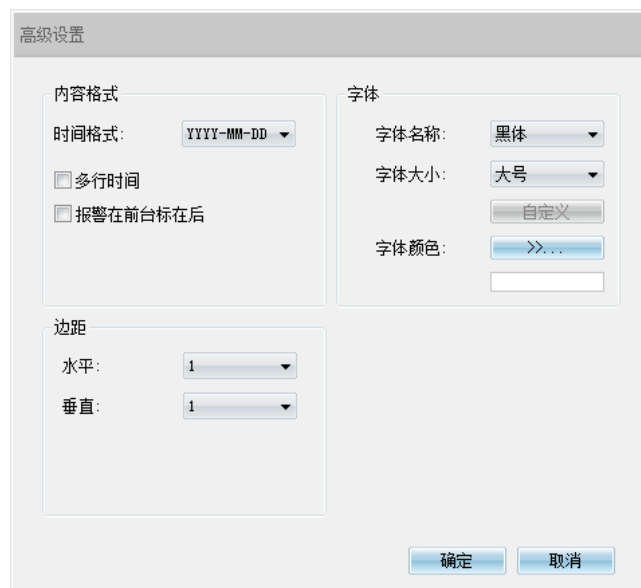 高级设置
内容格式
时间格式: YYYY-MM-DD
多行时间
报警在前台标在后
字体
字体名称: 黑体
字体大小: 大号
自定义
字体颜色: >>...
边距
水平: 1
垂直: 1
确定 取消